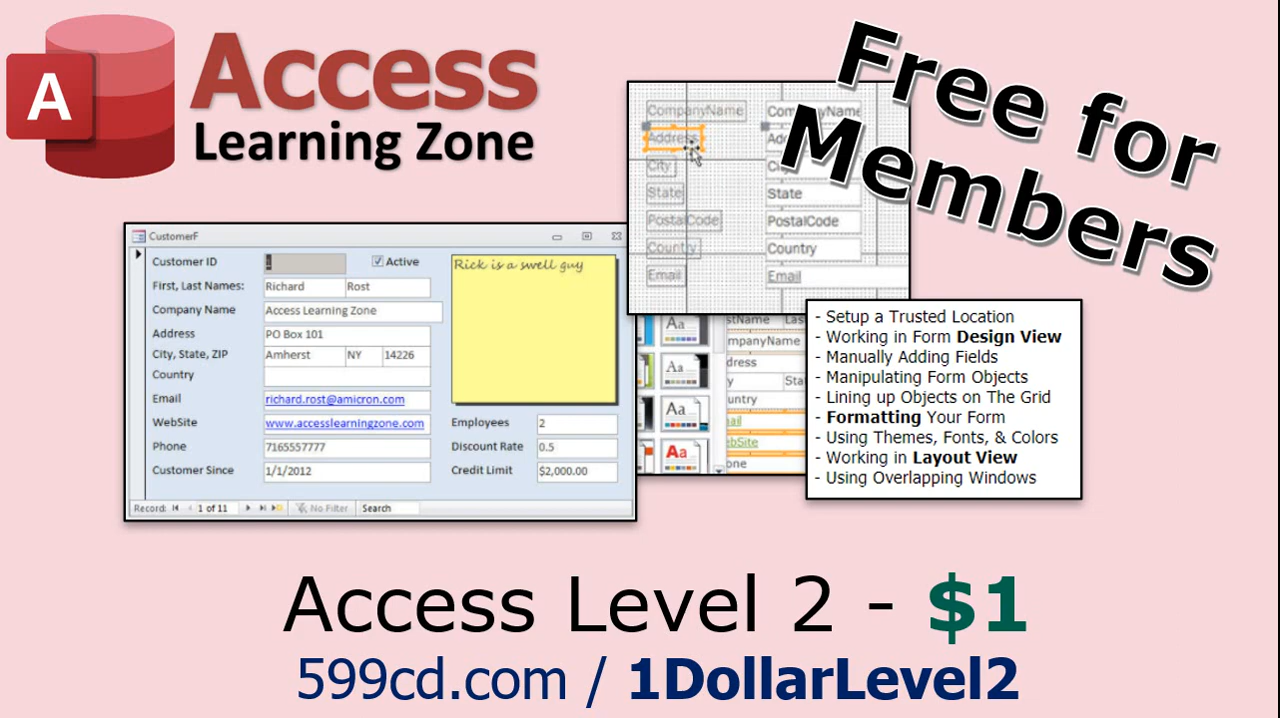 A
Access
Learning Zone
Free for
Members
CompanyName CompanyName
Address
City
State State
PostalCode PostalCode
Country Country
Email Email
CustomerF
Customer ID
Active
Rick is a swell guy
First, Last Names: Richard Rost
Company Name Access Learning Zone
Address PO Box 101
City, State, ZIP Amherst NY 14226
Country
Email richard.rost@amicron.com
WebSite www.accesslearningzone.com
Phone 7165557777
Customer Since 1/1/2012
Employees 2
Discount Rate 0.5
Credit Limit $2,000.00
Record: 1 of 11 No Filter Search
Aa
Aa
Aa
Aa
- Setup a Trusted Location
- Working in Form Design View
- Manually Adding Fields
- Manipulating Form Objects
- Lining up Objects on The Grid
- Formatting Your Form
- Using Themes, Fonts, & Colors
- Working in Layout View
- Using Overlapping Windows
Access Level 2 - $1
599cd.com / 1DollarLevel2